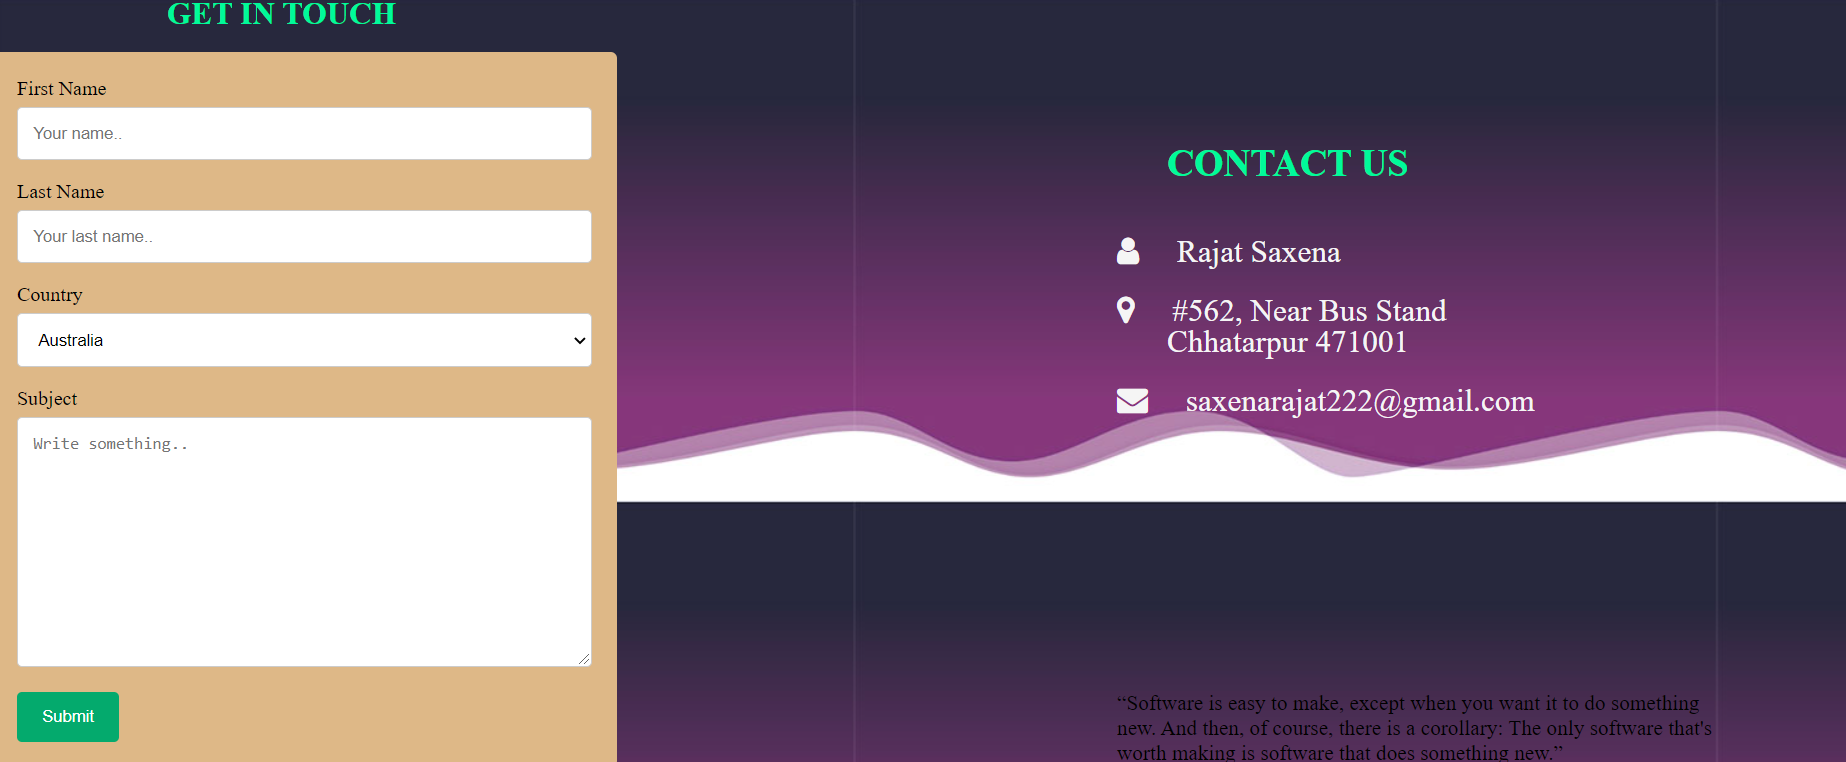 GET IN TOUCH
First Name
Your name..
Last Name
Your last name..
Country
Australia
Subject
Write something..
Submit
CONTACT US
Rajat Saxena
#562, Near Bus Stand
Chhatarpur 471001
saxenarajat222@gmail.com
“Software is easy to make, except when you want it to do something
new. And then, of course, there is a corollary: The only software that's
worth making is software that does something new.”